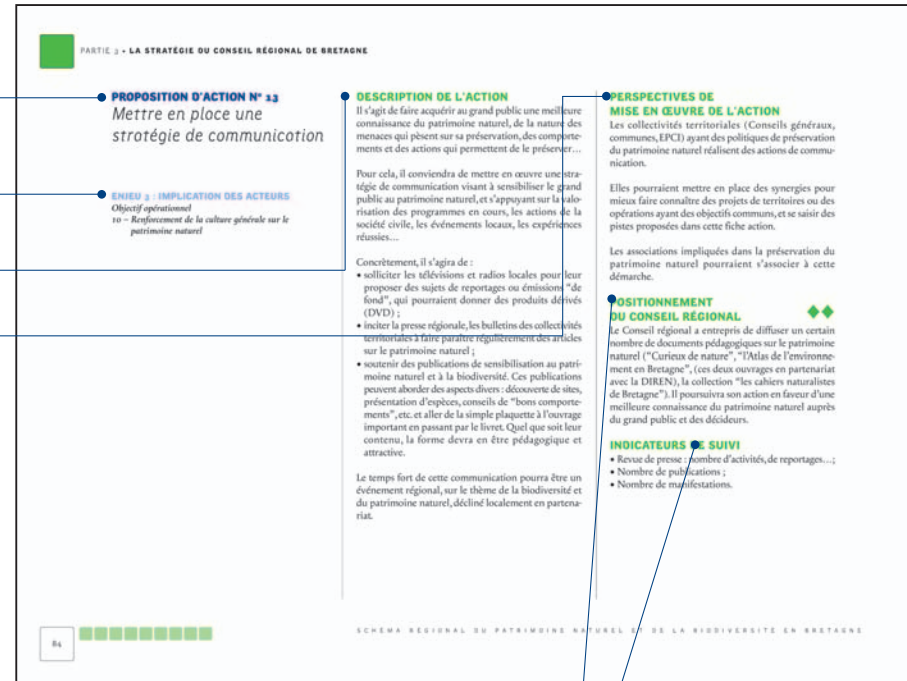 PARTIE 3 • LA STRATÉGIE DU CONSEIL RÉGIONAL DE BRETAGNE
PROPOSITION D'ACTION N° 13
Mettre en place une
stratégie de communication
ENJEU 3 : IMPLICATION DES ACTEURS
Objectif opérationnel
10 – Renforcement de la culture générale sur le
patrimoine naturel
DESCRIPTION DE L'ACTION
Il s'agit de faire acquérir au grand public une meilleure
connaissance du patrimoine naturel, de la nature des
menaces qui pèsent sur sa préservation, des comporte-
ments et des actions qui permettent de le préserver…
Pour cela, il conviendra de mettre en œuvre une stra-
tégie de communication visant à sensibiliser le grand
public au patrimoine naturel, et s'appuyant sur la valo-
risation des programmes en cours, les actions de la
société civile, les événements locaux, les expériences
réussies…
Concrètement, il s'agira de :
• solliciter les télévisions et radios locales pour leur
proposer des sujets de reportages ou émissions "de
fond", qui pourraient donner des produits dérivés
(DVD) ;
• inciter la presse régionale, les bulletins des collectivités
territoriales à faire paraître régulièrement des articles
sur le patrimoine naturel ;
• soutenir des publications de sensibilisation au patri-
moine naturel et à la biodiversité. Ces publications
peuvent aborder des aspects divers : découverte de sites,
présentation d'espèces, conseils de "bons comporte-
ments", etc. et aller de la simple plaquette à l'ouvrage
important en passant par le livret. Quel que soit leur
contenu, la forme devra en être pédagogique et
attractive.
Le temps fort de cette communication pourra être un
événement régional, sur le thème de la biodiversité et
du patrimoine naturel, décliné localement en partena-
riat.
PERSPECTIVES DE
MISE EN ŒUVRE DE L'ACTION
Les collectivités territoriales (Conseils généraux,
communes, EPCI) ayant des politiques de préservation
du patrimoine naturel réalisent des actions de commu-
nication.
Elles pourraient mettre en place des synergies pour
mieux faire connaître des projets de territoires ou des
opérations ayant des objectifs communs, et se saisir des
pistes proposées dans cette fiche action.
Les associations impliquées dans la préservation du
patrimoine naturel pourraient s'associer à cette
démarche.
POSITIONNEMENT
DU CONSEIL RÉGIONAL
Le Conseil régional a entrepris de diffuser un certain
nombre de documents pédagogiques sur le patrimoine
naturel ("Curieux de nature", "l'Atlas de l'environne-
ment en Bretagne", (ces deux ouvrages en partenariat
avec la DIREN), la collection "les cahiers naturalistes
de Bretagne"). Il poursuivra son action en faveur d'une
meilleure connaissance du patrimoine naturel auprès
du grand public et des décideurs.
INDICATEURS DE SUIVI
• Revue de presse : nombre d'activités, de reportages…;
• Nombre de publications ;
• Nombre de manifestations.
84
SCHÉMA RÉGIONAL DU PATRIMOINE NATUREL ET DE LA BIODIVERSITÉ EN BRETAGNE